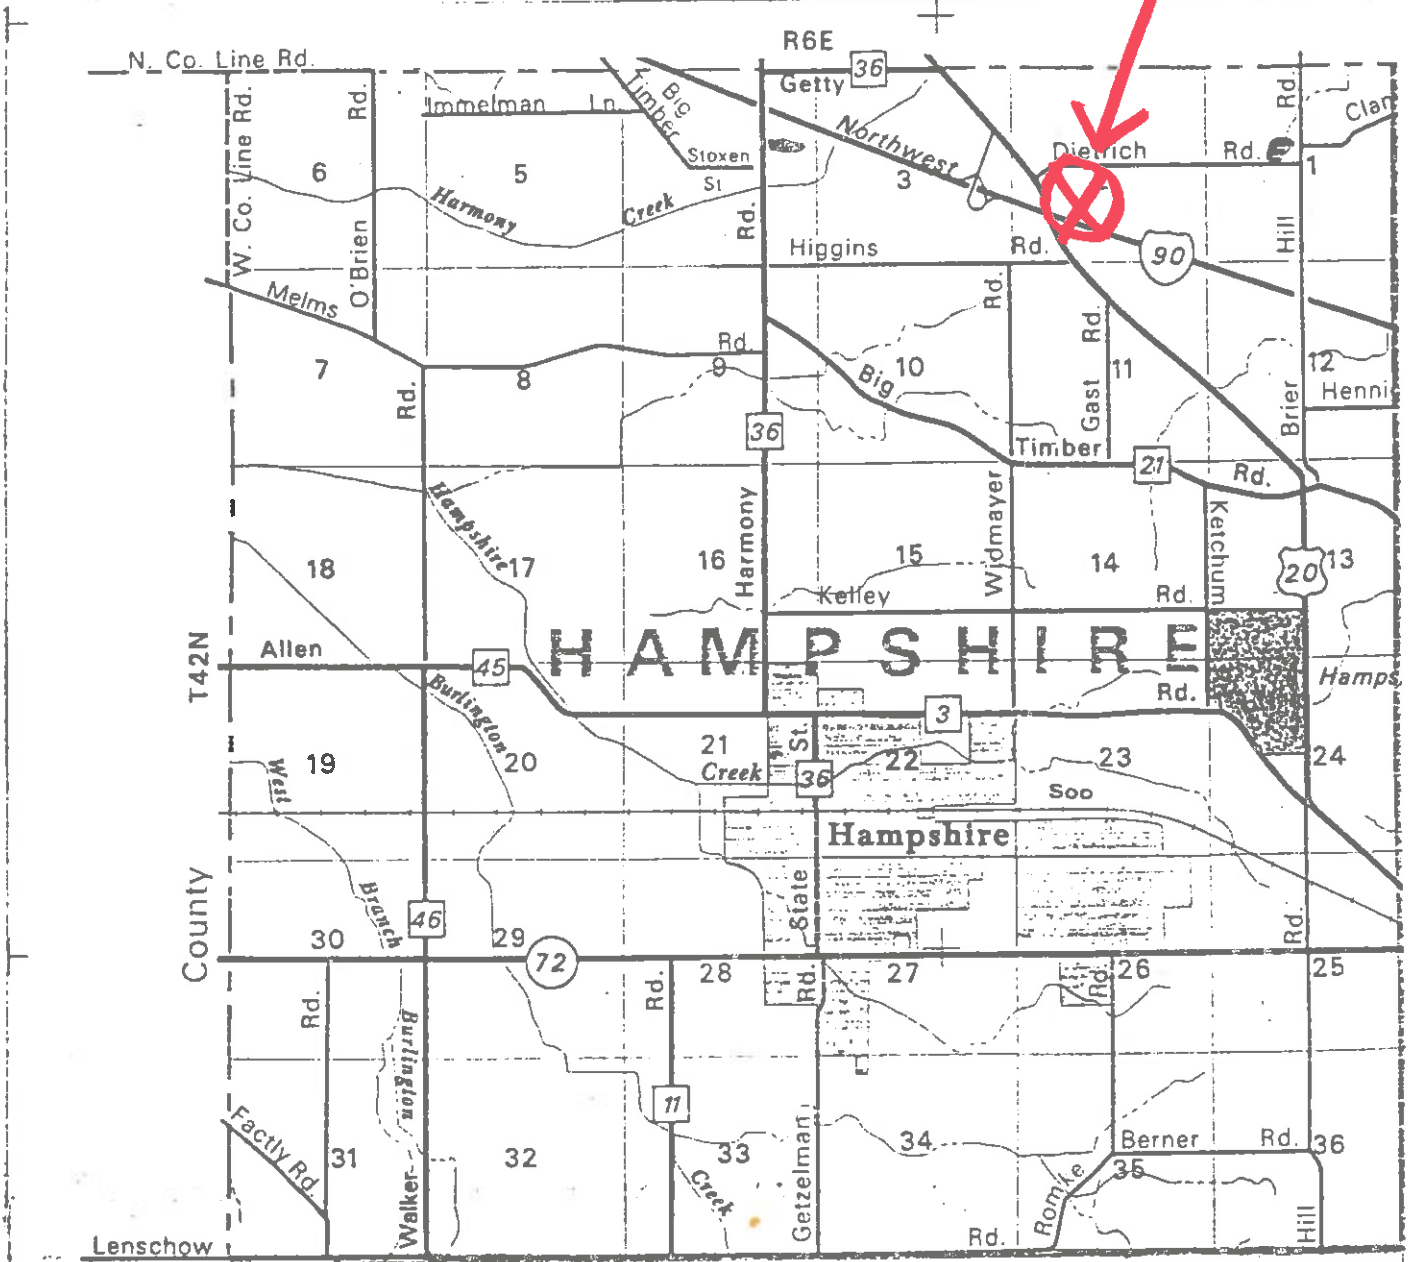 R6E
N. Co. Line Rd.
36
Getty
W. Co. Line Rd.
Rd.
Immelman Ln.
Big
Timber
Northwest
Dietrich Rd.
Rd
Stoxen
St
6
5
3
1
Harmony Creek
Rd.
O'Brien
Higgins Rd.
Hill
90
Melms Rd.
Rd.
Rd.
7
8
9
10
11
12
Big
Gast
Brier
Rd.
36
Timber
21
Rd.
Hampshire
Harmony
Widmayer
Ketchum
18
17
16
15
14
20
13
Kelley Rd.
T42N
HAMPSHIRE
Allen
45
Burlington
Rd.
3
19
20
21
St.
22
23
24
West
Creek
36
Soo
Hampshire
County
Branch
46
State
Rd
30
29
72
28
27
26
25
Rd.
Rd.
Rd.
Rd
Burlington
11
Factly Rd.
31
32
33
34
Berner Rd.
36
35
Walker
Creek
Getzelman
Romke
Hill
Lenschow
Rd.